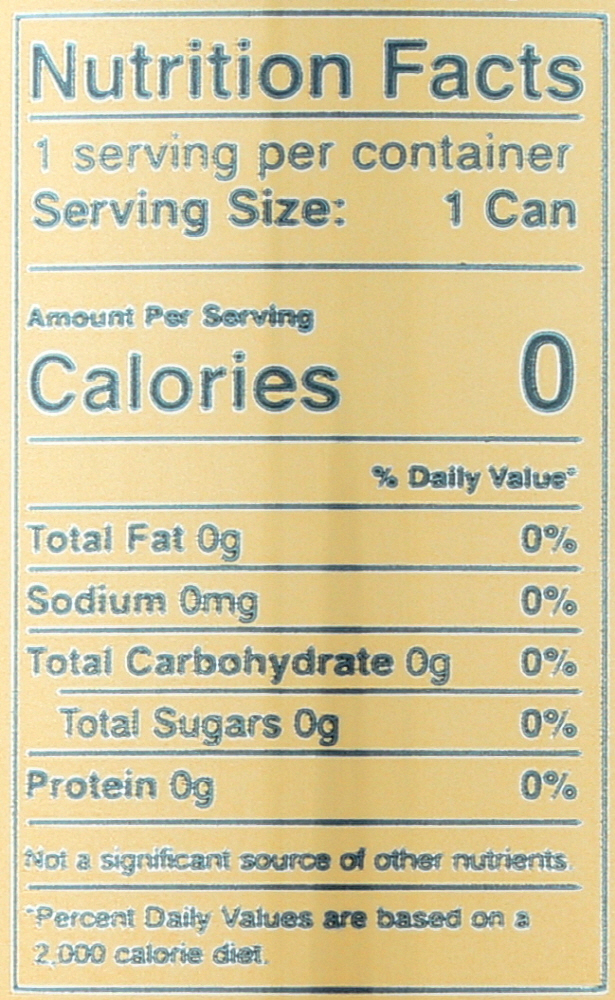 Nutrition Facts
1 serving per container
Serving Size: 1 Can
Amount Per Serving
Calories 0
% Daily Value*
Total Fat 0g 0%
Sodium 0mg 0%
Total Carbohydrate 0g 0%
Total Sugars 0g 0%
Protein 0g 0%
Not a significant source of other nutrients.
*Percent Daily Values are based on a
2,000 calorie diet.